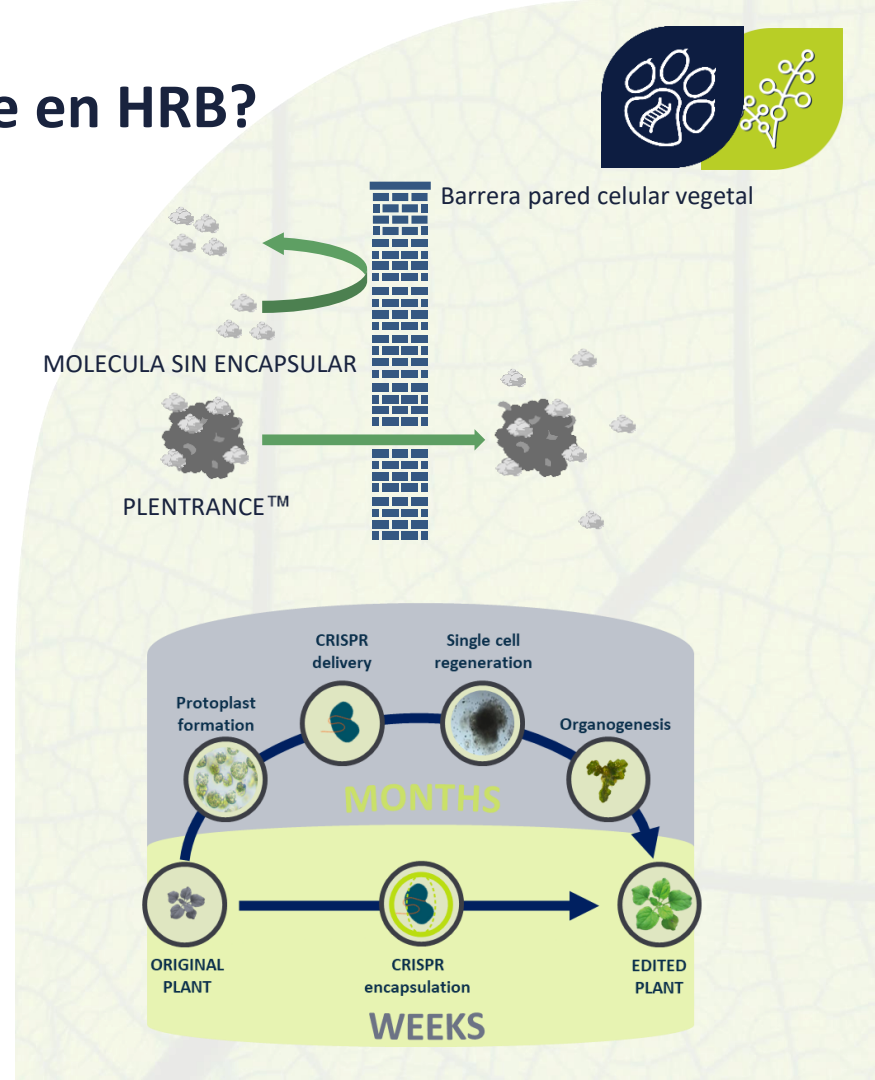 e en HRB?
Barrera pared celular vegetal
MOLECULA SIN ENCAPSULAR
PLENTRANCE™
CRISPR
delivery
Single cell
regeneration
Protoplast
formation
Organogenesis
MONTHS
ORIGINAL
PLANT
CRISPR
encapsulation
EDITED
PLANT
WEEKS